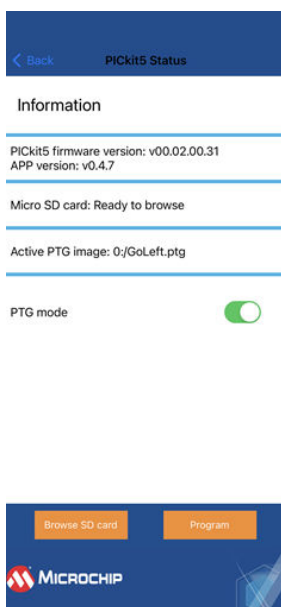 < Back
PICkit5 Status
Information
PICkit5 firmware version: v00.02.00.31
APP version: v0.4.7
Micro SD card: Ready to browse
Active PTG image: 0:/GoLeft.ptg
PTG mode
Browse SD card
Program
MICROCHIP